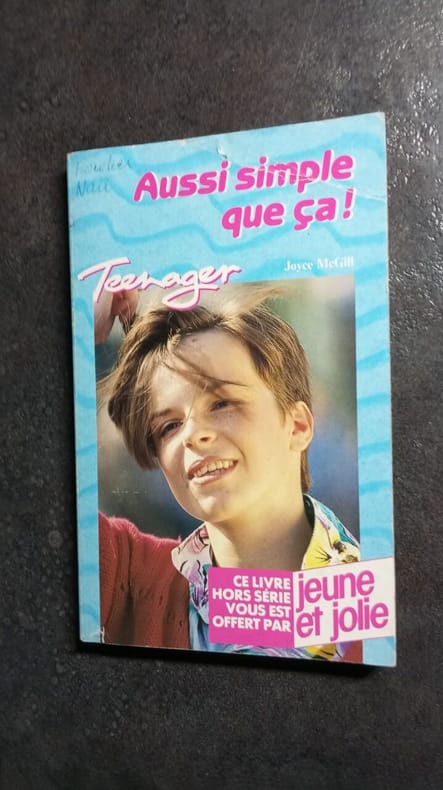 Aussi simple
que ça!
Teenager
Joyce McGill
CE LIVRE
HORS SÉRIE
VOUS EST
OFFERT PAR
jeune
et jolie